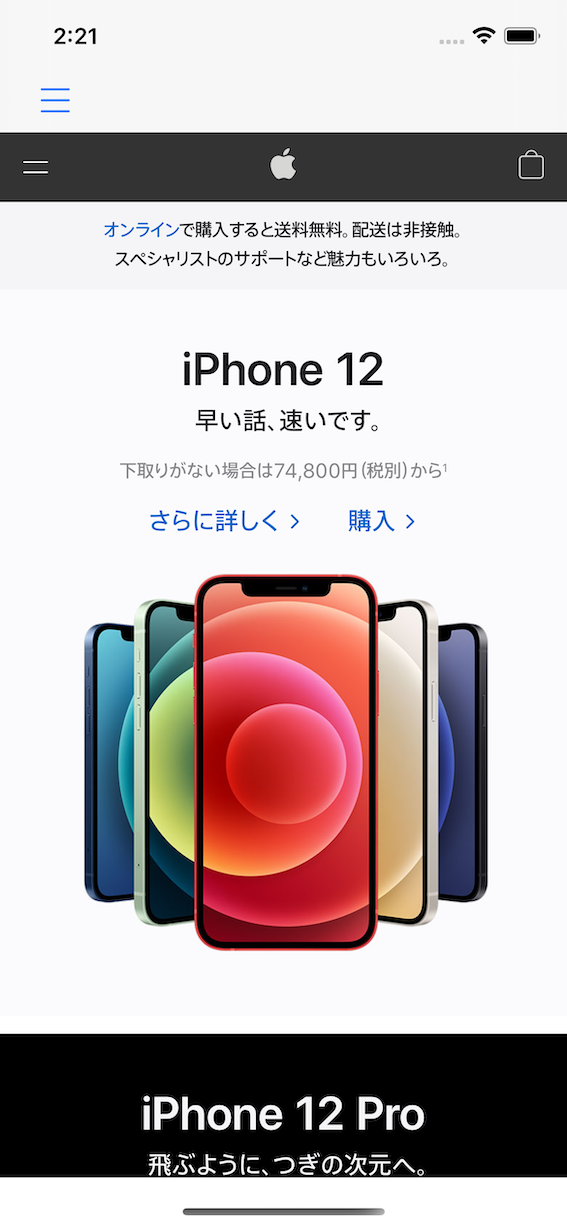 2:21
オンラインで購入すると送料無料。配送は非接触。
スペシャリストのサポートなど魅力もいろいろ。
iPhone 12
早い話、速いです。
下取りがない場合は74,800円（税別）から¹
さらに詳しく >
購入 >
iPhone 12 Pro
飛ぶように、つぎの次元へ。